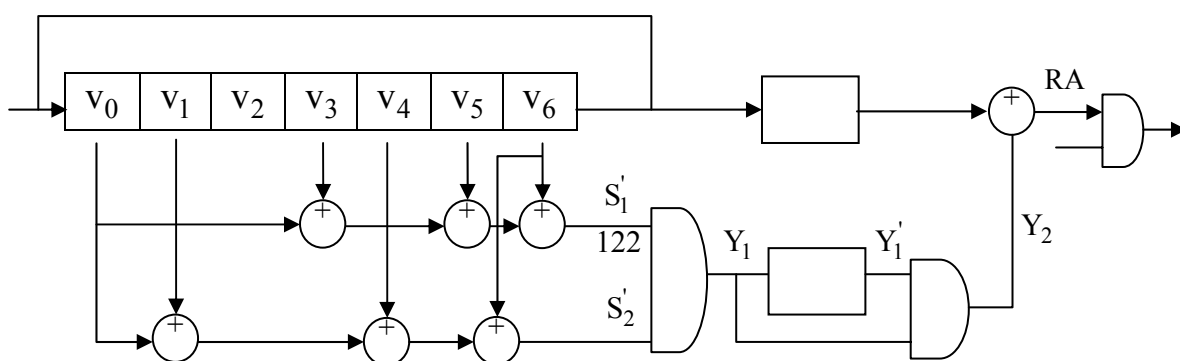 v0 v1 v2 v3 v4 v5 v6
+
RA
+ + +
S'1
122
Y1
Y'1
Y2
S'2
+ + +